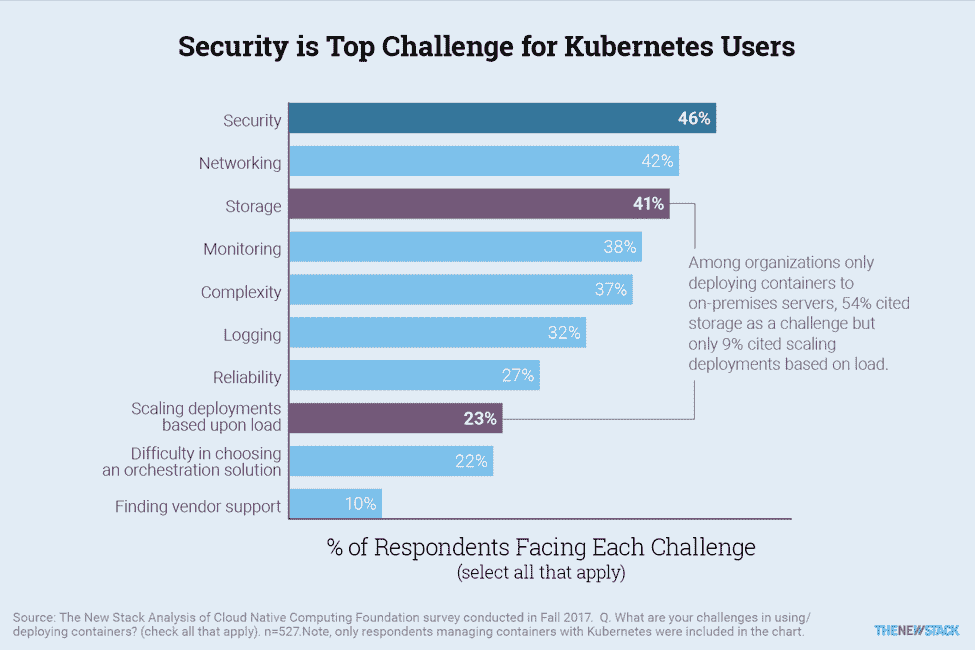 Security is Top Challenge for Kubernetes Users
Security
46%
Networking
42%
Storage
41%
Monitoring
38%
Complexity
37%
Logging
32%
Reliability
27%
Scaling deployments
based upon load
23%
Difficulty in choosing
an orchestration solution
22%
Finding vendor support
10%
Among organizations only
deploying containers to
on-premises servers, 54% cited
storage as a challenge but
only 9% cited scaling
deployments based on load.
% of Respondents Facing Each Challenge
(select all that apply)
Source: The New Stack Analysis of Cloud Native Computing Foundation survey conducted in Fall 2017.  Q. What are your challenges in using/
deploying containers? (check all that apply). n=527.Note, only respondents managing containers with Kubernetes were included in the chart.
THENEWSTACK